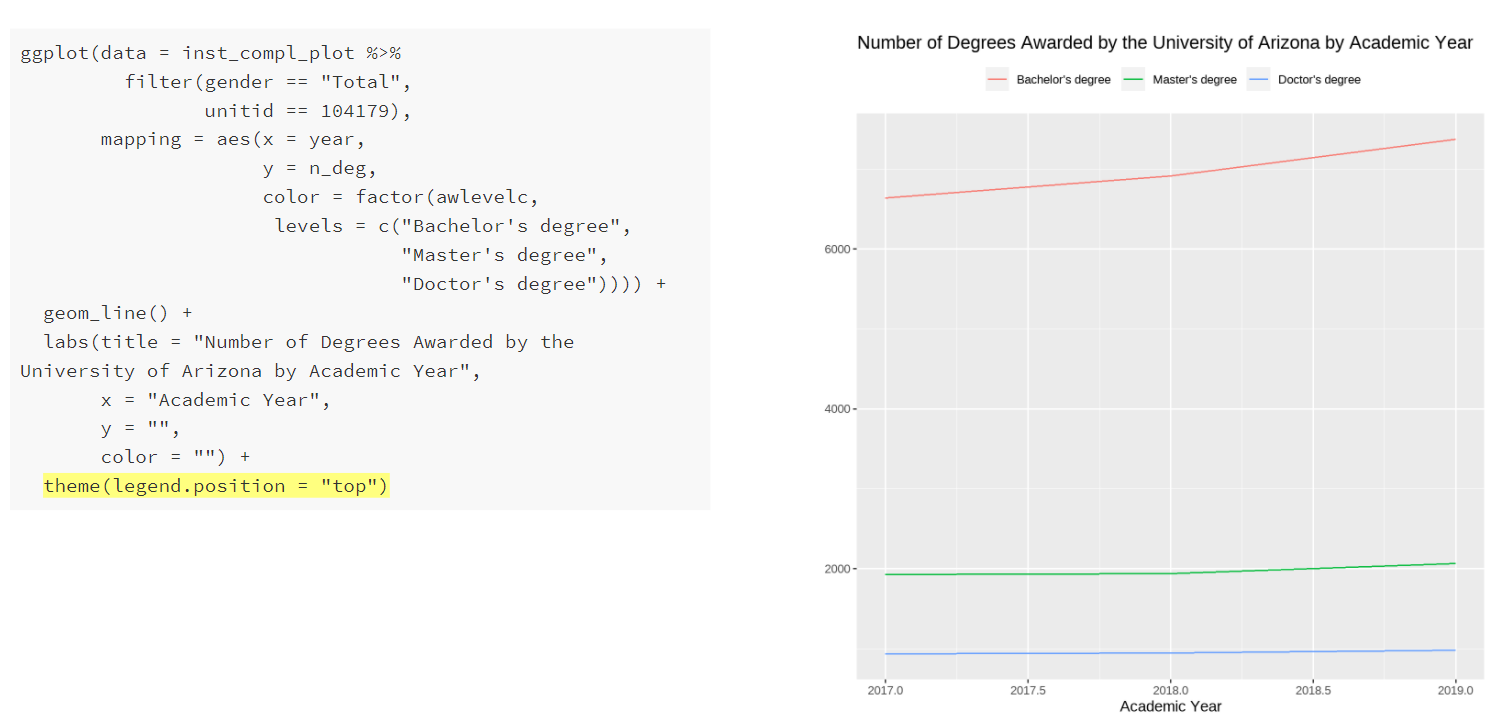 ggplot(data = inst_compl_plot %>%
filter(gender == "Total",
unitid == 104179),
mapping = aes(x = year,
y = n_deg,
color = factor(awlevelc,
levels = c("Bachelor's degree",
"Master's degree",
"Doctor's degree")))) +
geom_line() +
labs(title = "Number of Degrees Awarded by the
University of Arizona by Academic Year",
x = "Academic Year",
y = "",
color = "") +
theme(legend.position = "top")
Number of Degrees Awarded by the University of Arizona by Academic Year
Bachelor's degree Master's degree Doctor's degree
6000
4000
2000
2017.0 2017.5 2018.0 2018.5 2019.0
Academic Year